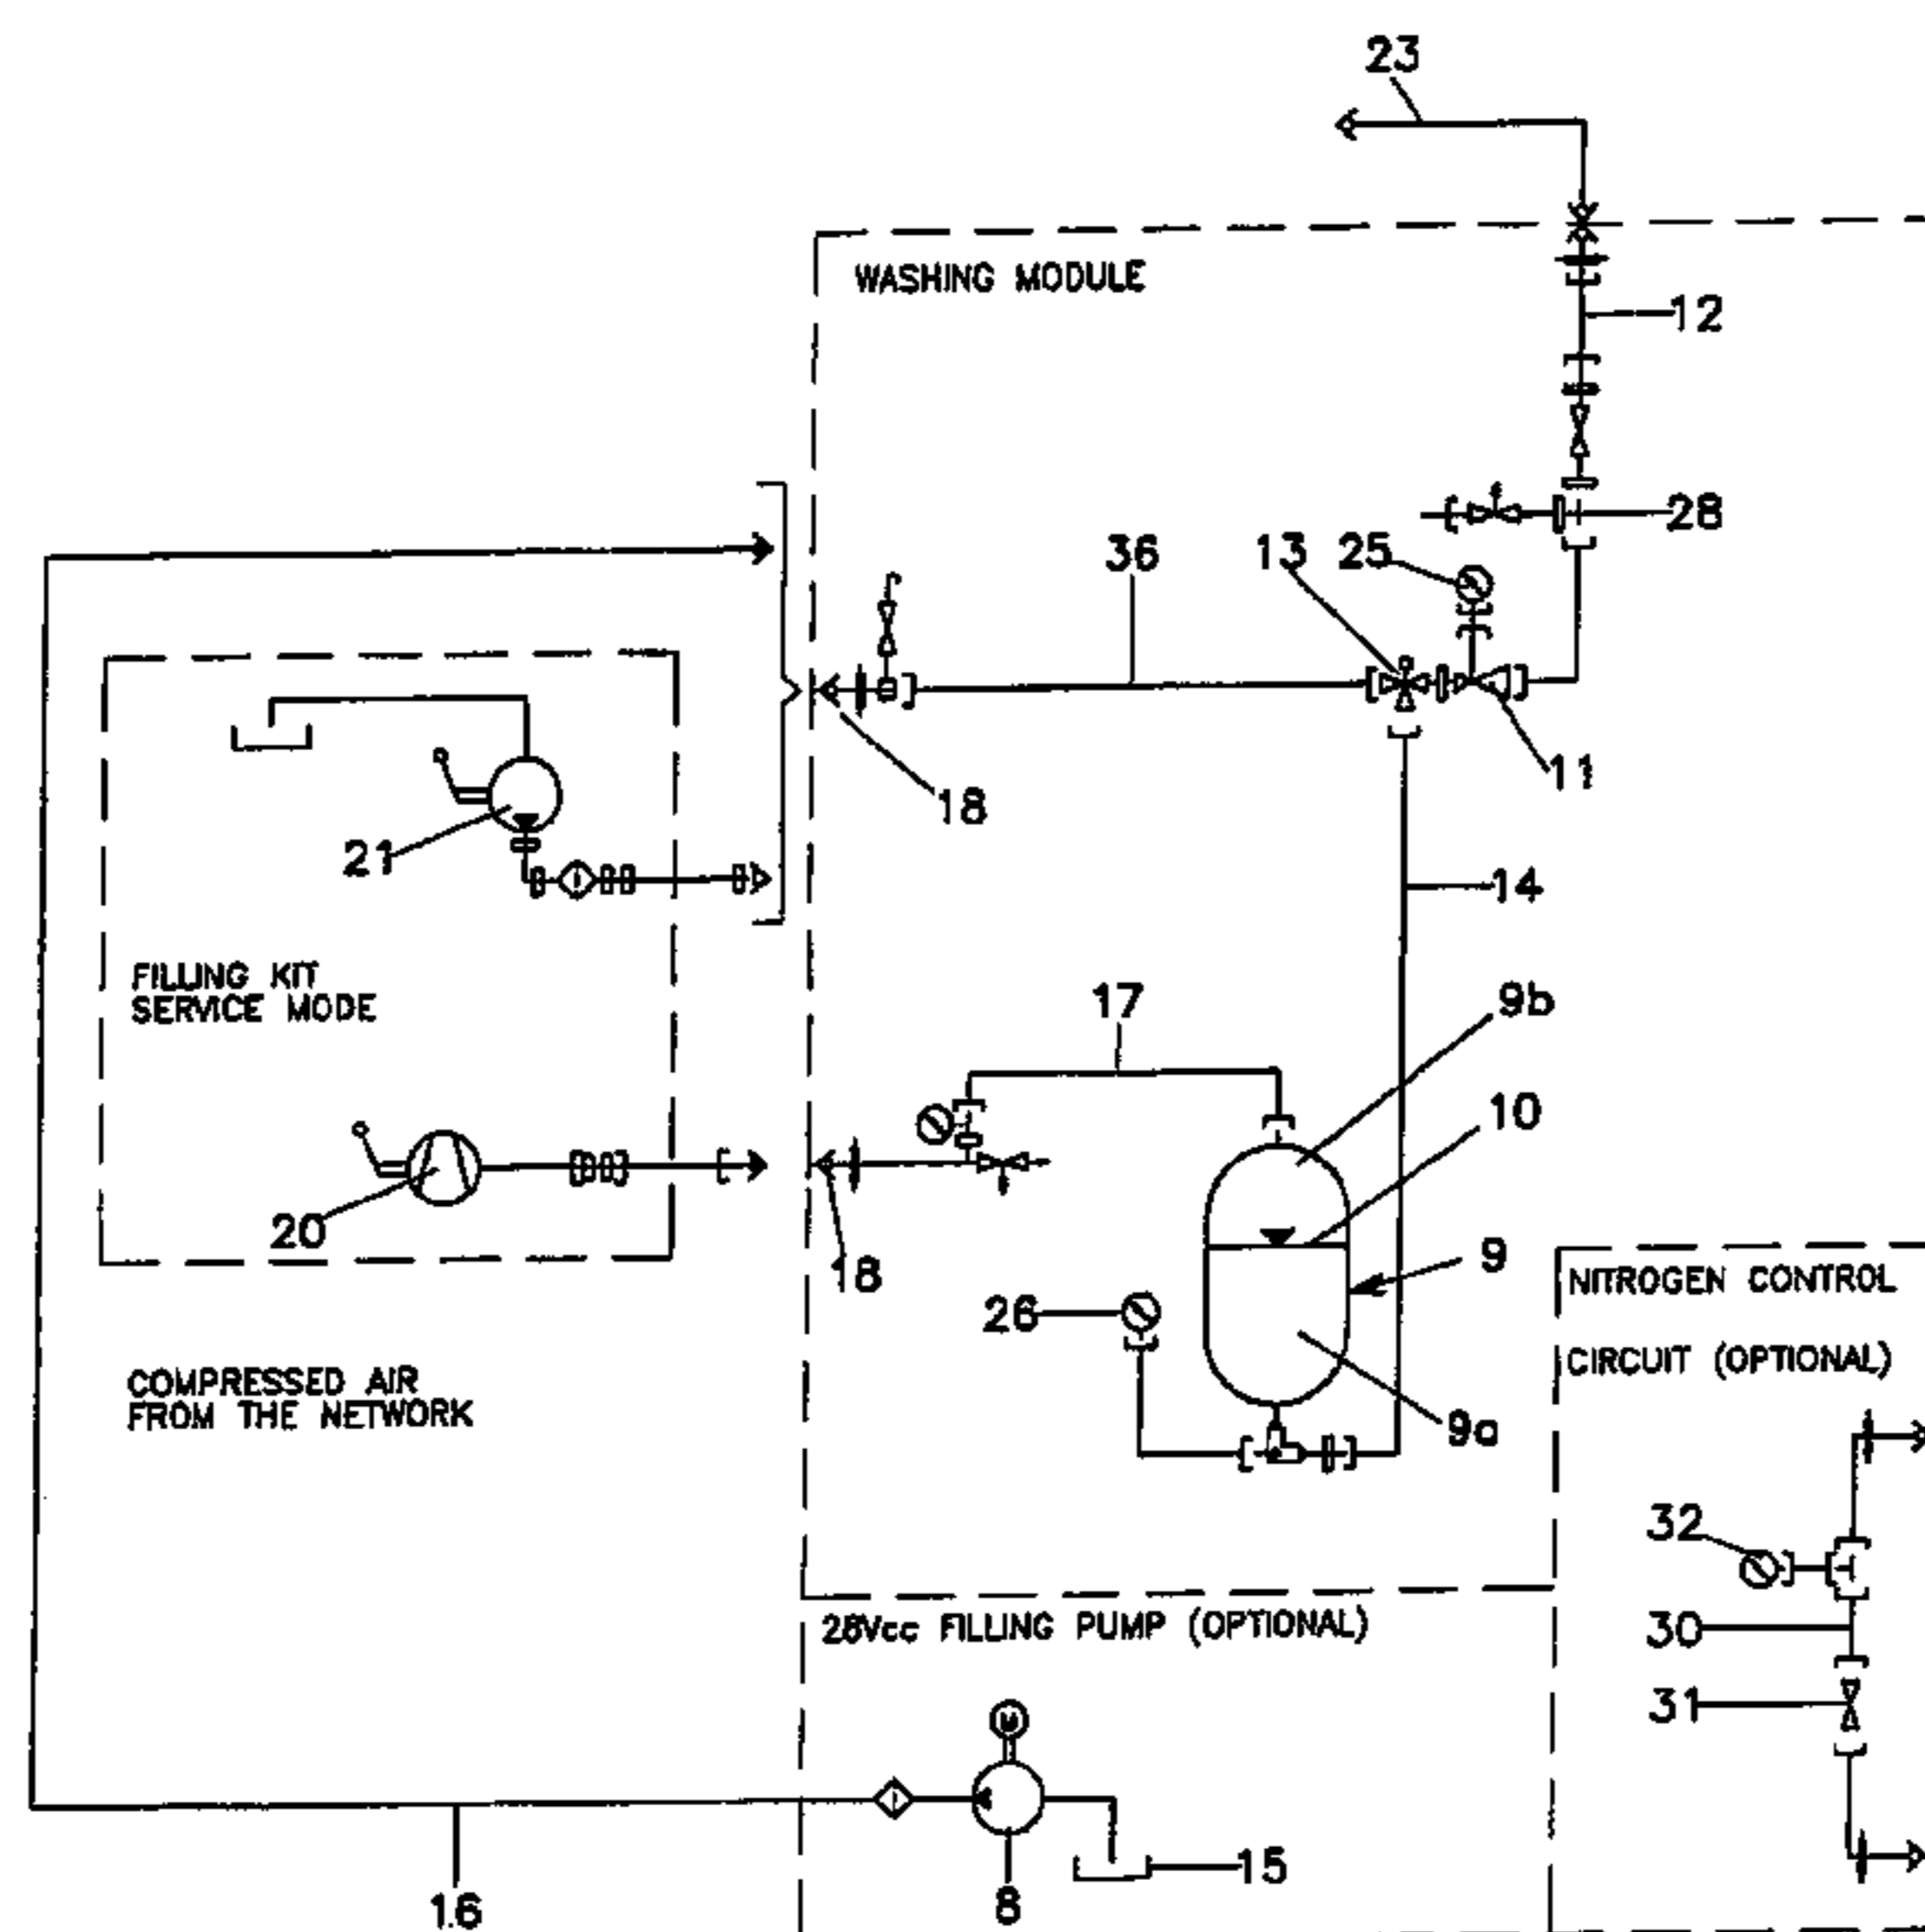 23
WASHING MODULE
12
28
36
13
25
18
11
21
14
FILLING KIT
SERVICE MODE
17
9b
10
20
18
9
26
NITROGEN CONTROL
CIRCUIT (OPTIONAL)
COMPRESSED AIR
FROM THE NETWORK
9a
32
28Vcc FILLING PUMP (OPTIONAL)
30
31
M
15
16
8